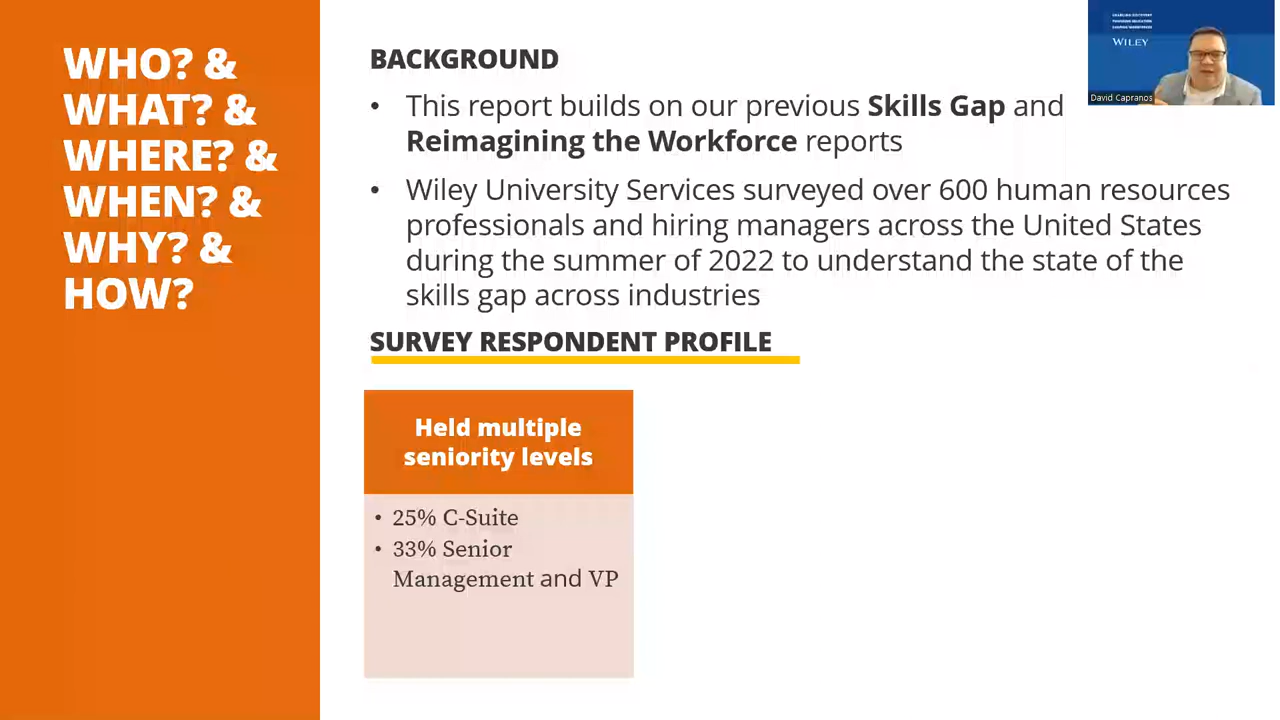 WHO? &
WHAT? &
WHERE? &
WHEN? &
WHY? &
HOW?
BACKGROUND
• This report builds on our previous Skills Gap and
Reimagining the Workforce reports
• Wiley University Services surveyed over 600 human resources
professionals and hiring managers across the United States
during the summer of 2022 to understand the state of the
skills gap across industries
SURVEY RESPONDENT PROFILE
Held multiple
seniority levels
• 25% C-Suite
• 33% Senior
Management and VP
WILEY
David Capranos